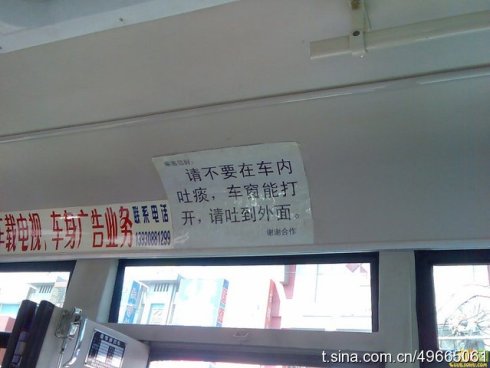 请不要在车内
吐痰，车窗能打
开，请吐到外面。
谢谢合作
车载电视，车身广告业务
联系电话
13930881299
t.sina.com.cn/49665061